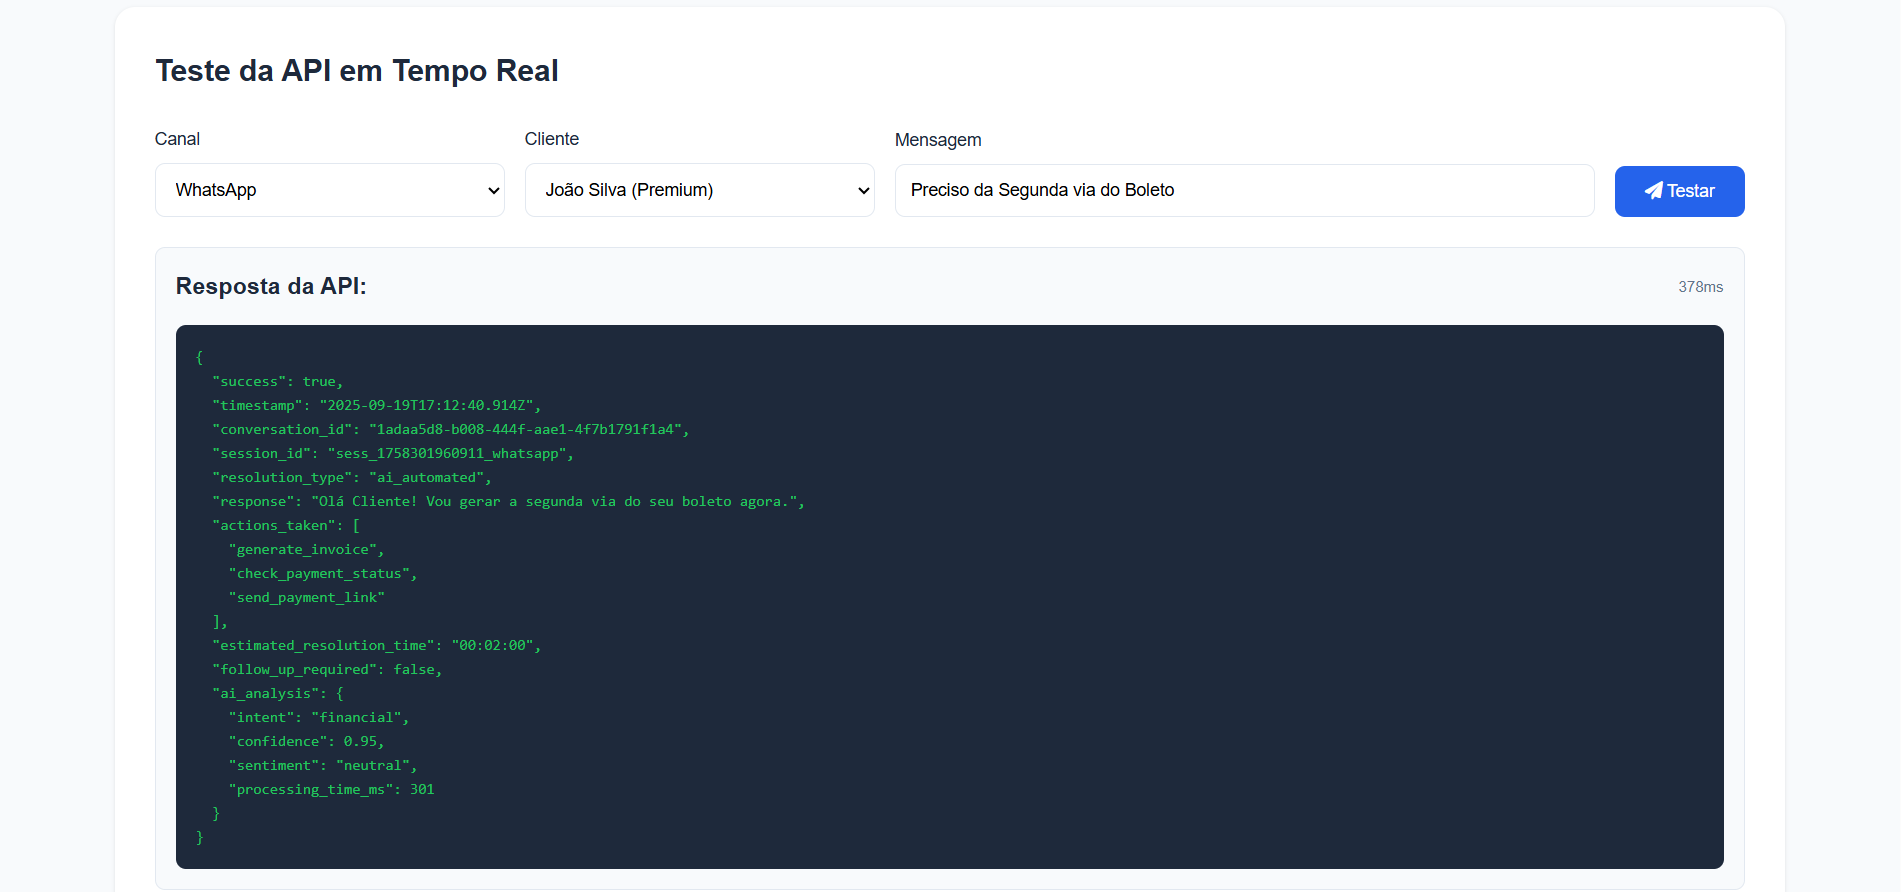 Teste da API em Tempo Real
Canal
Cliente
Mensagem
WhatsApp
João Silva (Premium)
Preciso da Segunda via do Boleto
Testar
Resposta da API:
378ms
{
  "success": true,
  "timestamp": "2025-09-19T17:12:40.914Z",
  "conversation_id": "1adaa5d8-b008-444f-aae1-4f7b1791f1a4",
  "session_id": "sess_1758301960911_whatsapp",
  "resolution_type": "ai_automated",
  "response": "Olá Cliente! Vou gerar a segunda via do seu boleto agora.",
  "actions_taken": [
    "generate_invoice",
    "check_payment_status",
    "send_payment_link"
  ],
  "estimated_resolution_time": "00:02:00",
  "follow_up_required": false,
  "ai_analysis": {
    "intent": "financial",
    "confidence": 0.95,
    "sentiment": "neutral",
    "processing_time_ms": 301
  }
}